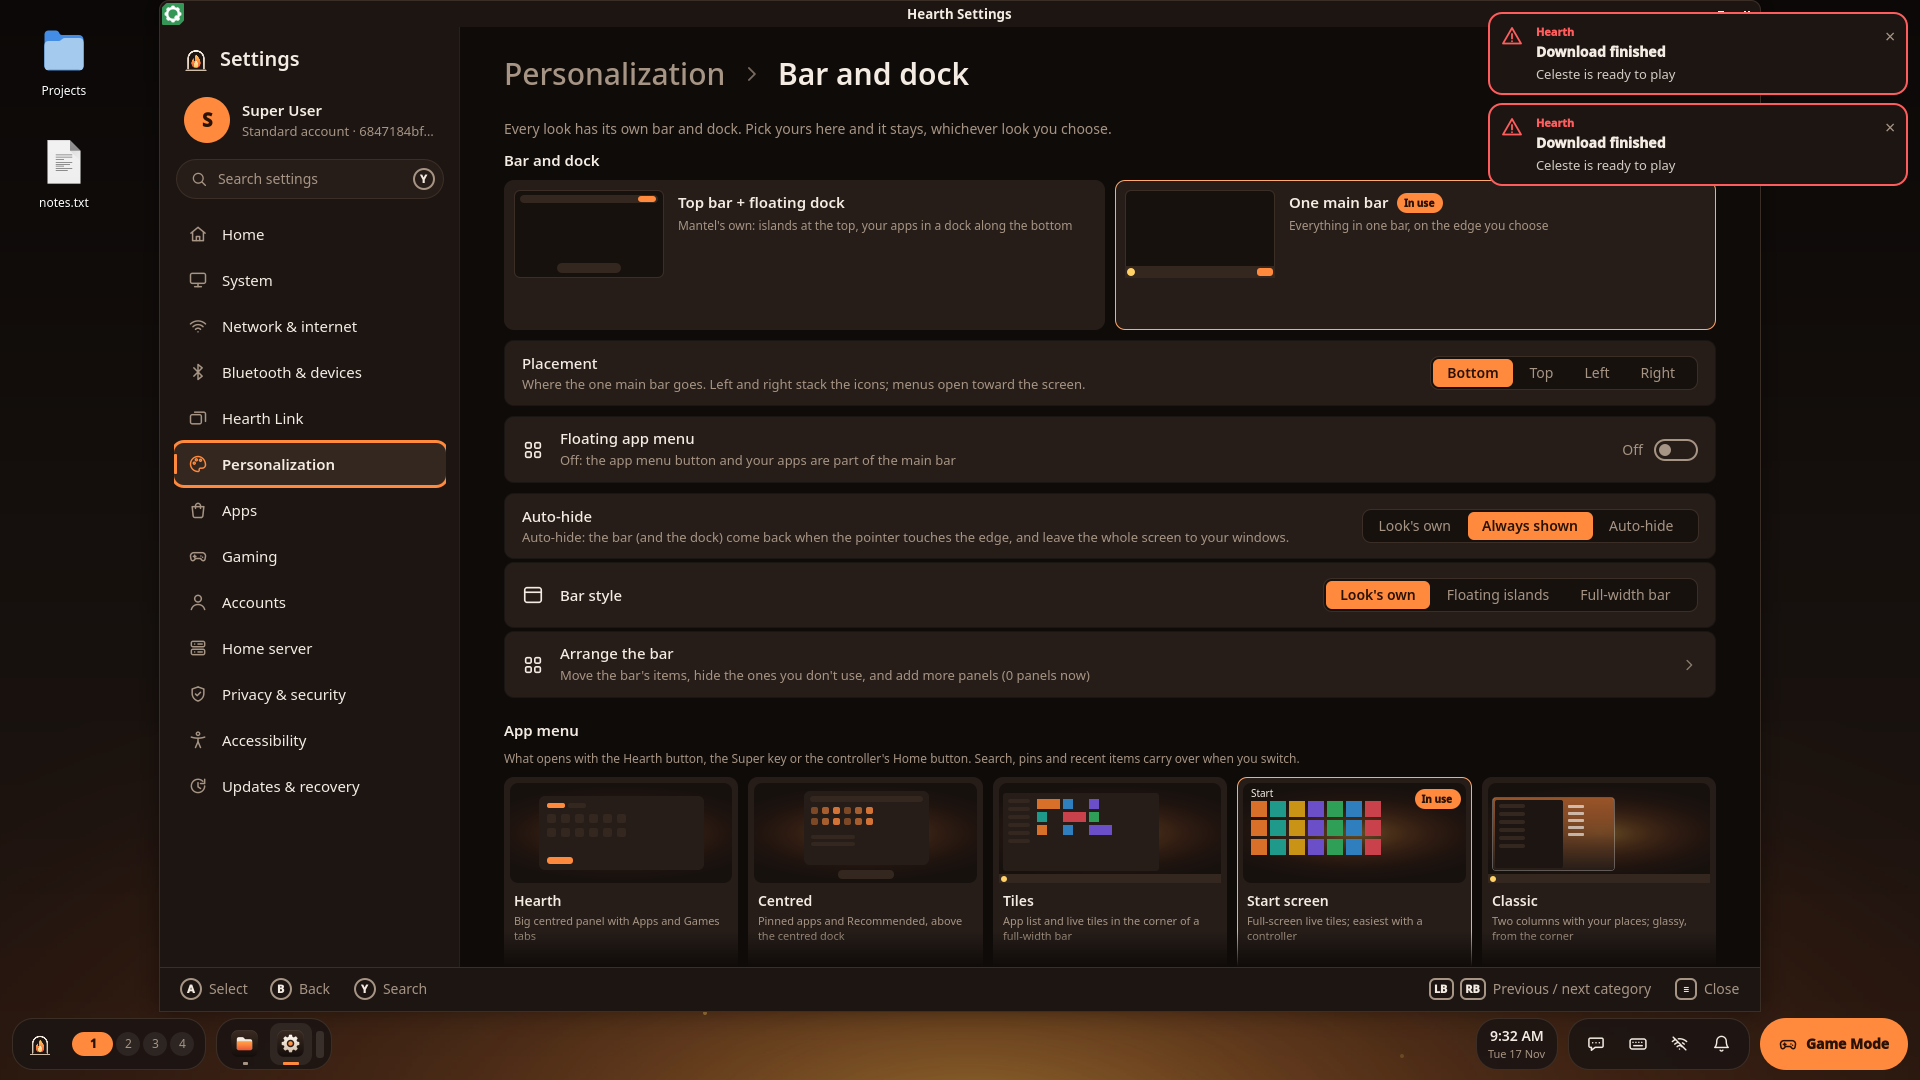 Hearth Settings
Projects
notes.txt
Settings
S
Super User
Standard account · 6847184bf...
Search settings
Y
Home
System
Network & internet
Bluetooth & devices
Hearth Link
Personalization
Apps
Gaming
Accounts
Home server
Privacy & security
Accessibility
Updates & recovery
Personalization > Bar and dock
Every look has its own bar and dock. Pick yours here and it stays, whichever look you choose.
Bar and dock
Top bar + floating dock
Mantel's own: islands at the top, your apps in a dock along the bottom
One main bar In use
Everything in one bar, on the edge you choose
Placement
Where the one main bar goes. Left and right stack the icons; menus open toward the screen.
Bottom Top Left Right
Floating app menu
Off: the app menu button and your apps are part of the main bar
Off
Auto-hide
Auto-hide: the bar (and the dock) come back when the pointer touches the edge, and leave the whole screen to your windows.
Look's own Always shown Auto-hide
Bar style
Look's own Floating islands Full-width bar
Arrange the bar
Move the bar's items, hide the ones you don't use, and add more panels (0 panels now)
App menu
What opens with the Hearth button, the Super key or the controller's Home button. Search, pins and recent items carry over when you switch.
Hearth
Big centred panel with Apps and Games
tabs
Centred
Pinned apps and Recommended, above
the centred dock
Tiles
App list and live tiles in the corner of a
full-width bar
Start
In use
Start screen
Full-screen live tiles; easiest with a
controller
Classic
Two columns with your places; glassy,
from the corner
Hearth
Download finished
Celeste is ready to play
Hearth
Download finished
Celeste is ready to play
A Select B Back Y Search
LB RB Previous / next category ≡ Close
1 2 3 4
9:32 AM
Tue 17 Nov
Game Mode